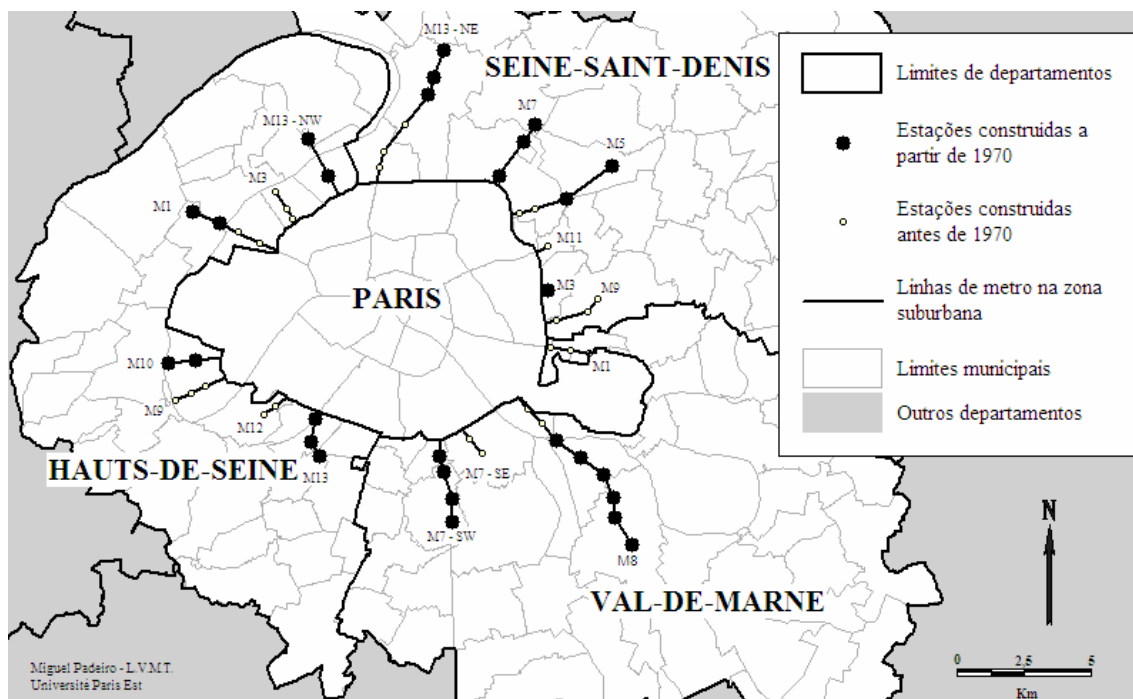 M13 - NE
SEINE-SAINT-DENIS
M7
M13 - NW
M5
M3
M1
M11
PARIS
M3
M9
M1
M10
M9
M12
HAUTS-DE-SEINE
M13
M7 - SE
M7 - SW
M8
VAL-DE-MARNE
Limites de departamentos
Estações construidas a
partir de 1970
Estações construidas
antes de 1970
Linhas de metro na zona
suburbana
Limites municipais
Outros departamentos
N
0 2,5 5
Km
Miguel Padeiro - L.V.M.T.
Université Paris Est